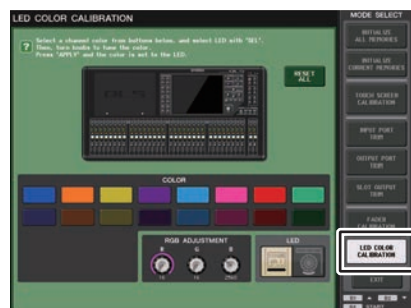 LED COLOR CALIBRATION
Select a channel color from buttons below, and select LED with 'SEL'.
Then, turn knobs to tune the color.
Press 'APPLY' and the color is set to the LED.
RESET
ALL
COLOR
RGB ADJUSTMENT
R
G
B
LED
MODE SELECT
INITIALIZE
ALL MEMORIES
INITIALIZE
CURRENT MEMORIES
TOUCH SCREEN
CALIBRATION
INPUT PORT
TRIM
OUTPUT PORT
TRIM
SLOT OUTPUT
TRIM
FADER
CALIBRATION
LED COLOR
CALIBRATION
EXIT
START